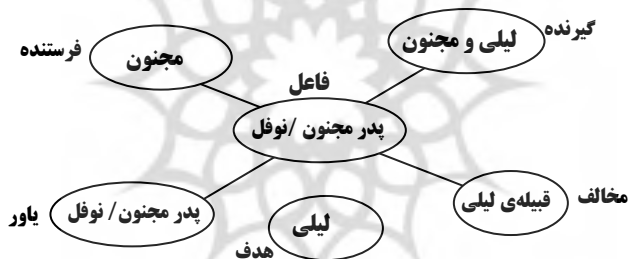 گیرنده
لیلی و مجنون
مجنون
فرستنده
فاعل
پدر مجنون /نوفل
مخالف
قبیله‌ی لیلی
پدر مجنون/ نوفل
یاور
لیلی
هدف